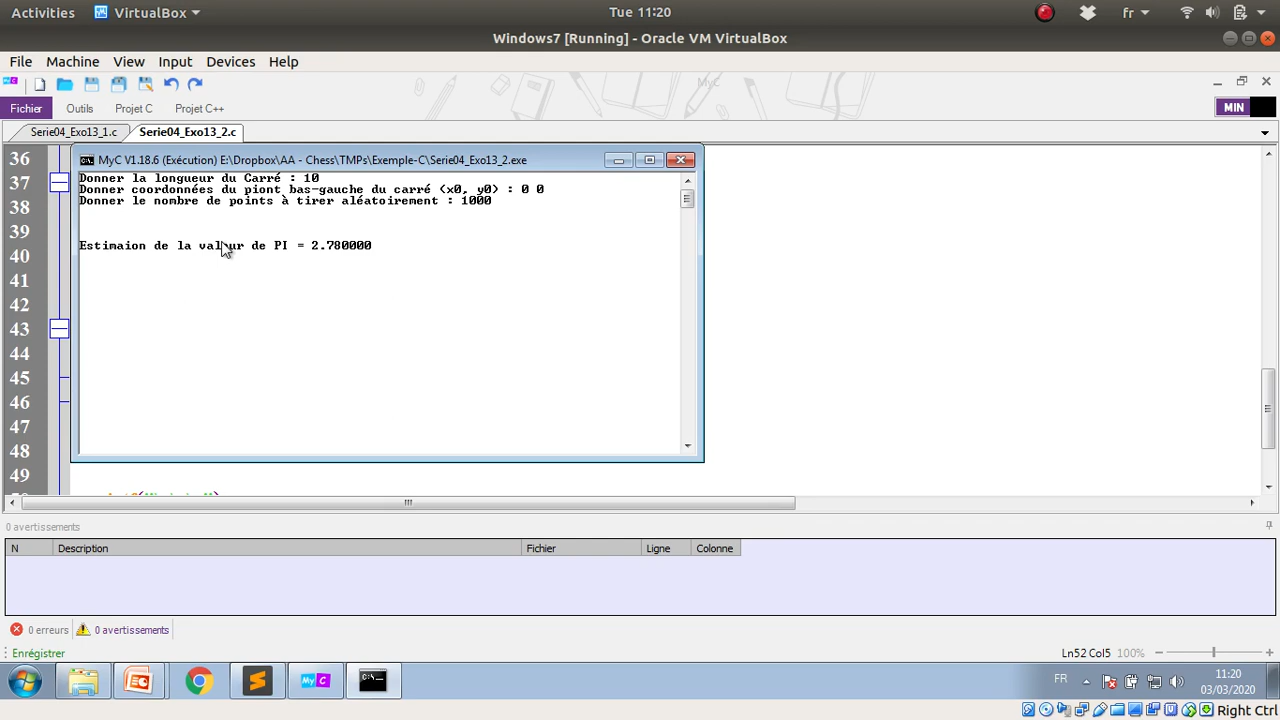 Activities VirtualBox Tue 11:20 fr
Windows7 [Running] - Oracle VM VirtualBox
File Machine View Input Devices Help
MyC
Fichier Outils Projet C Projet C++ MIN
Serie04_Exo13_1.c Serie04_Exo13_2.c
36
37
38
39
40
41
42
43
44
45
46
47
48
49
MyC V1.18.6 (Exécution) E:\Dropbox\AA - Chess\TMPs\Exemple-C\Serie04_Exo13_2.exe
Donner la longueur du Carré : 10
Donner coordonnées du piont bas-gauche du carré (x0, y0) : 0 0
Donner le nombre de points à tirer aléatoirement : 1000
Estimaion de la valeur de PI = 2.780000
0 avertissements
N Description Fichier Ligne Colonne
0 erreurs 0 avertissements
Enrégistrer Ln52 Col5 100%
MyC FR 11:20
03/03/2020
Right Ctrl